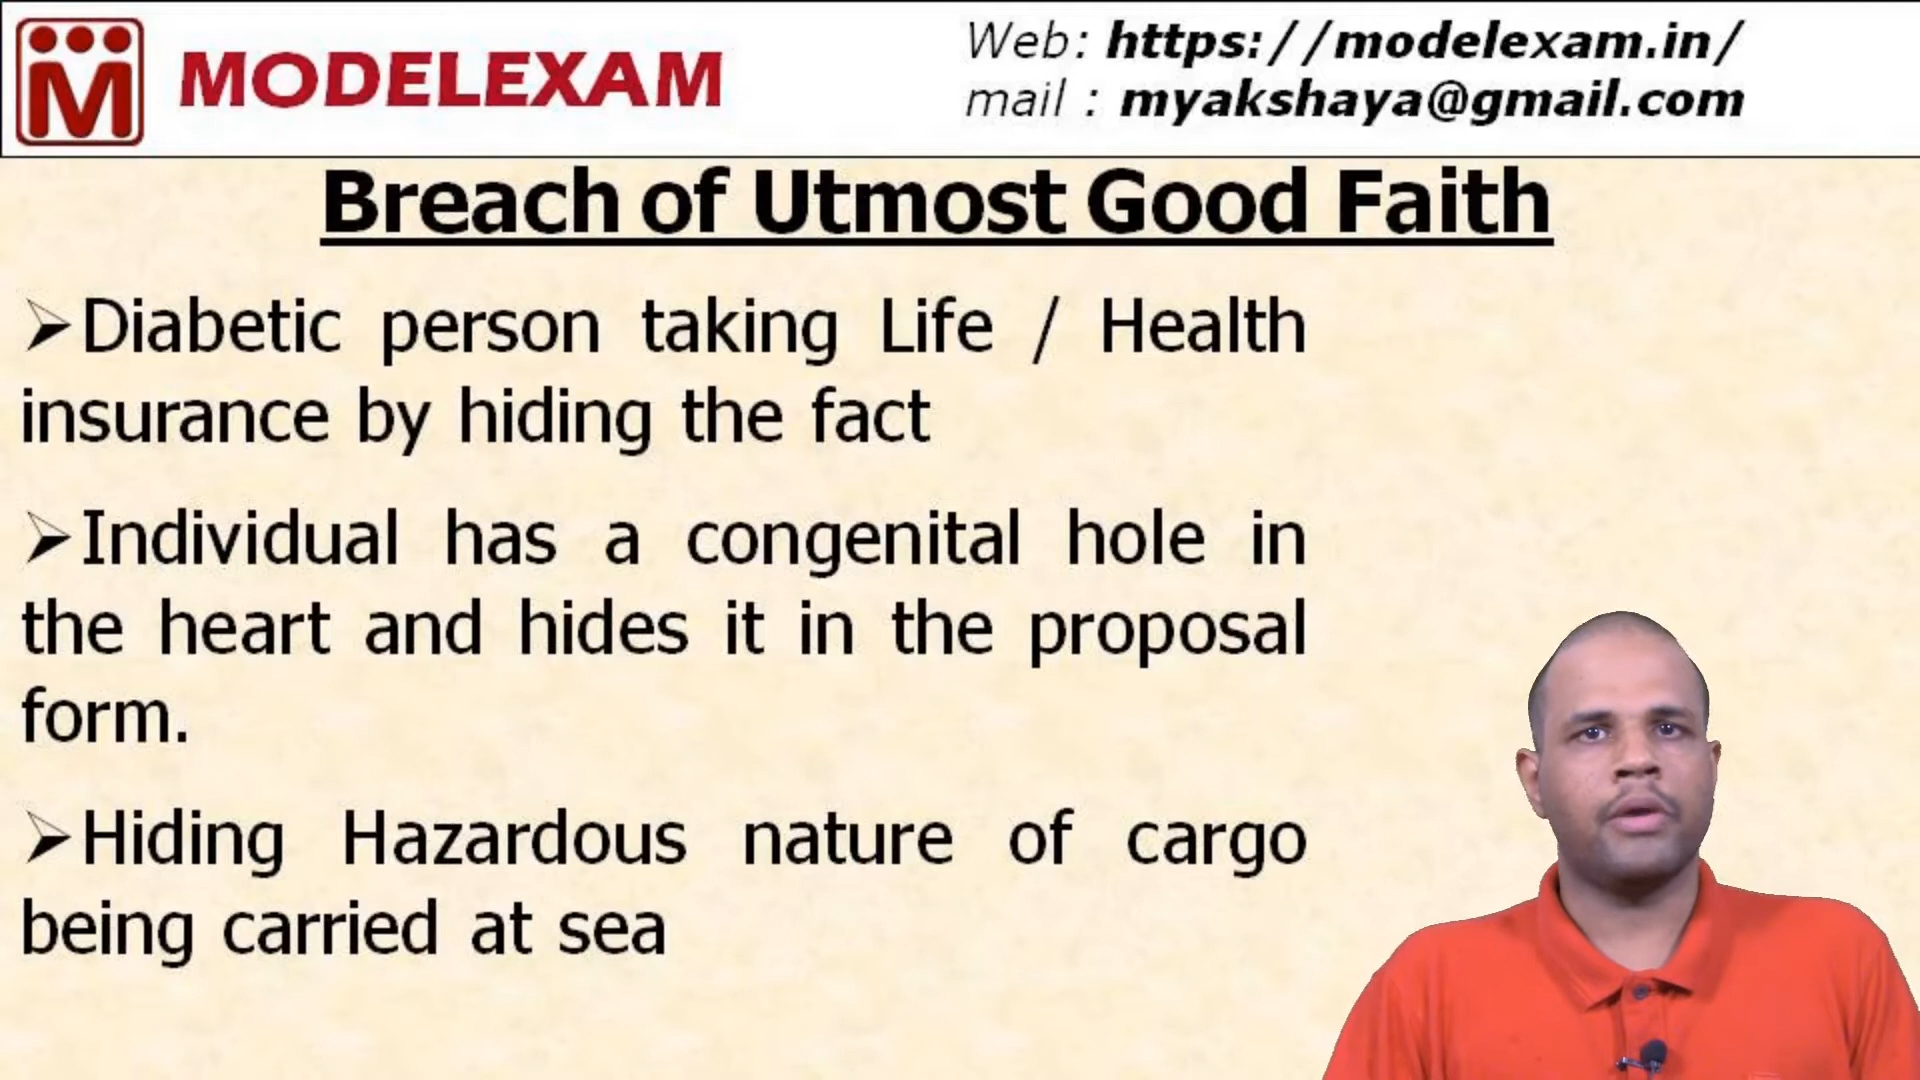 MODELEXAM
Web: https://modelexam.in/
mail : myakshaya@gmail.com
Breach of Utmost Good Faith
➢Diabetic person taking Life / Health
insurance by hiding the fact
➢Individual has a congenital hole in
the heart and hides it in the proposal
form.
➢Hiding Hazardous nature of cargo
being carried at sea